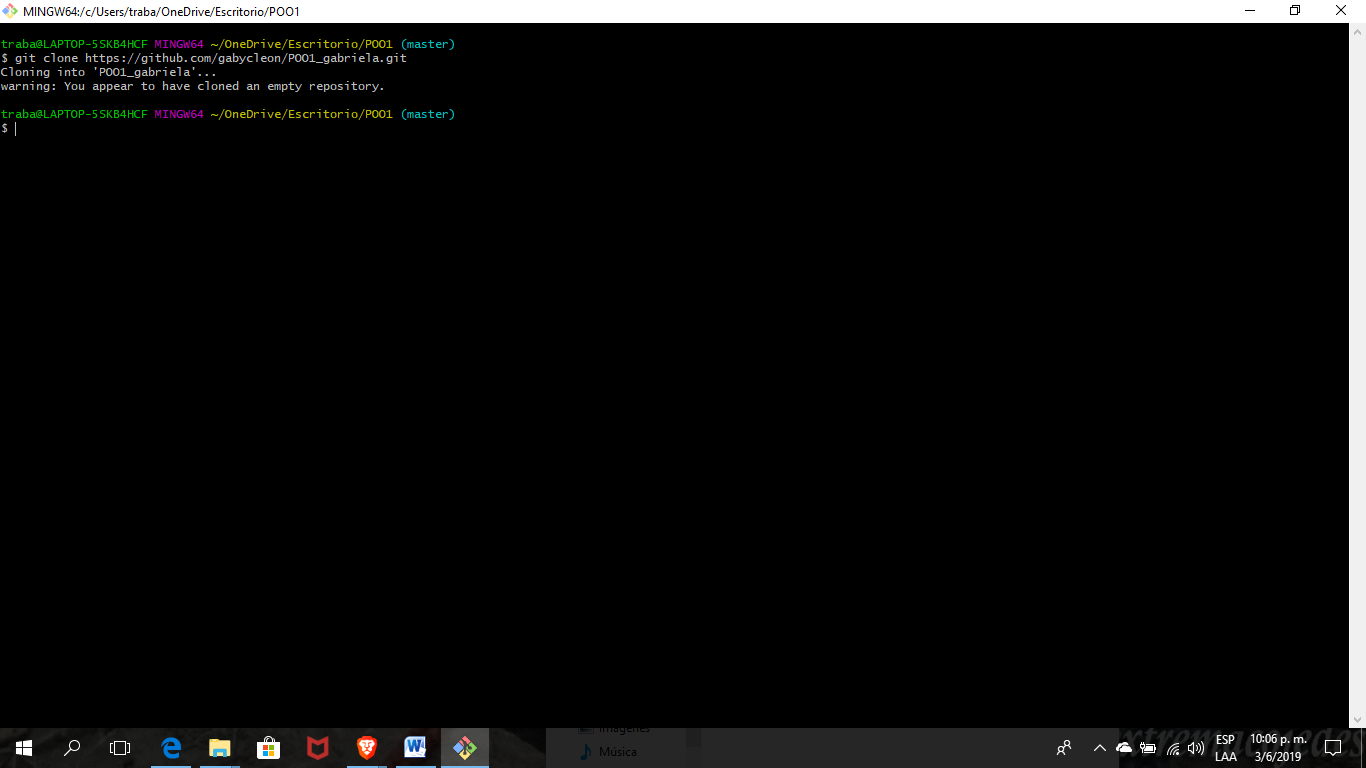 MINGW64:/c/Users/traba/OneDrive/Escritorio/POO1
traba@LAPTOP-5SKB4HCF MINGW64 ~/OneDrive/Escritorio/POO1 (master)
$ git clone https://github.com/gabycleon/POO1_gabriela.git
Cloning into 'POO1_gabriela'...
warning: You appear to have cloned an empty repository.
traba@LAPTOP-5SKB4HCF MINGW64 ~/OneDrive/Escritorio/POO1 (master)
$
Imágenes
Música
ESP
LAA
10:06 p. m.
3/6/2019